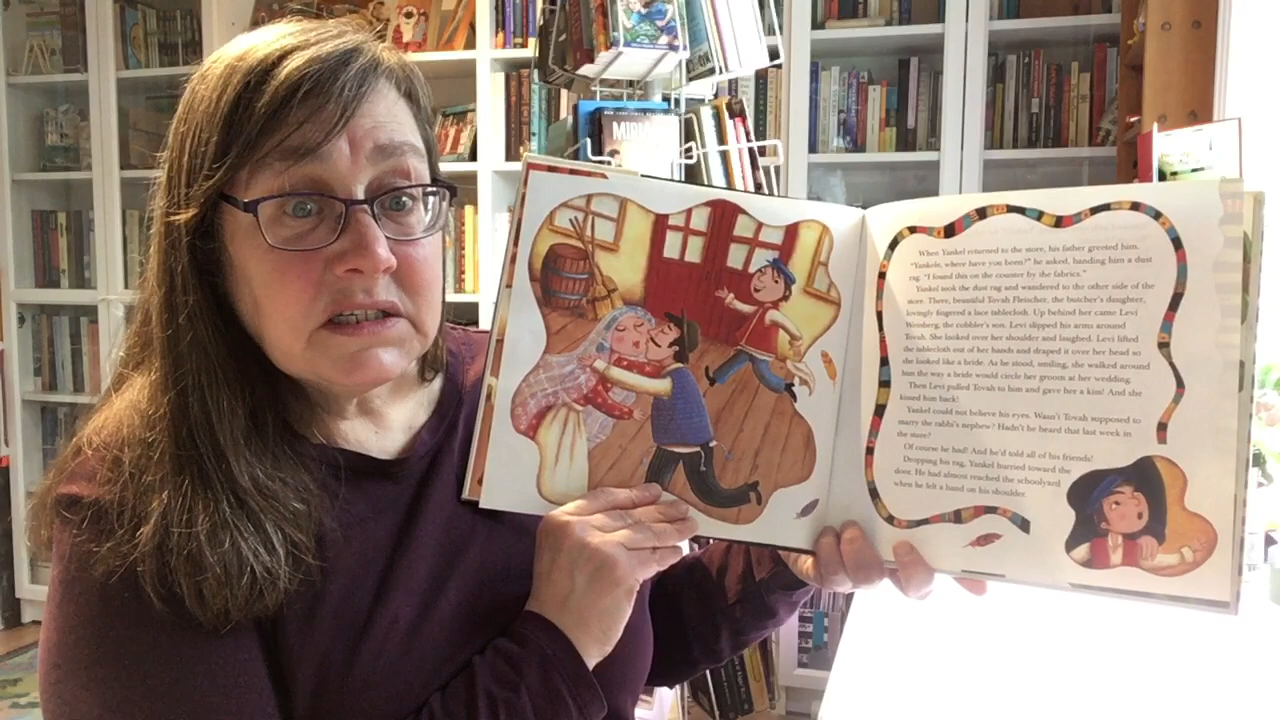 When Yankel returned to the store, his father greeted him.
"Yankele, where have you been?" he asked, handing him a dust
rag. "I found this on the counter by the fabrics."
Yankel took the dust rag and wandered to the other side of the
store. There, beautiful Tovah Fleischer, the butcher's daughter,
lovingly fingered a lace tablecloth. Up behind her came Levi
Weinberg, the cobbler's son. Levi slipped his arms around
Tovah. She looked over her shoulder and laughed. Levi lifted
the tablecloth out of her hands and draped it over her head so
she looked like a bride. As he stood, smiling, she walked around
him the way a bride would circle her groom at her wedding.
Then Levi pulled Tovah to him and gave her a kiss! And she
kissed him back!
Yankel could not believe his eyes. Wasn't Tovah supposed to
marry the rabbi's nephew? Hadn't he heard that last week in
the store?
Of course he had! And he'd told all of his friends!
Dropping his rag, Yankel hurried toward the
door. He had almost reached the schoolyard
when he felt a hand on his shoulder.